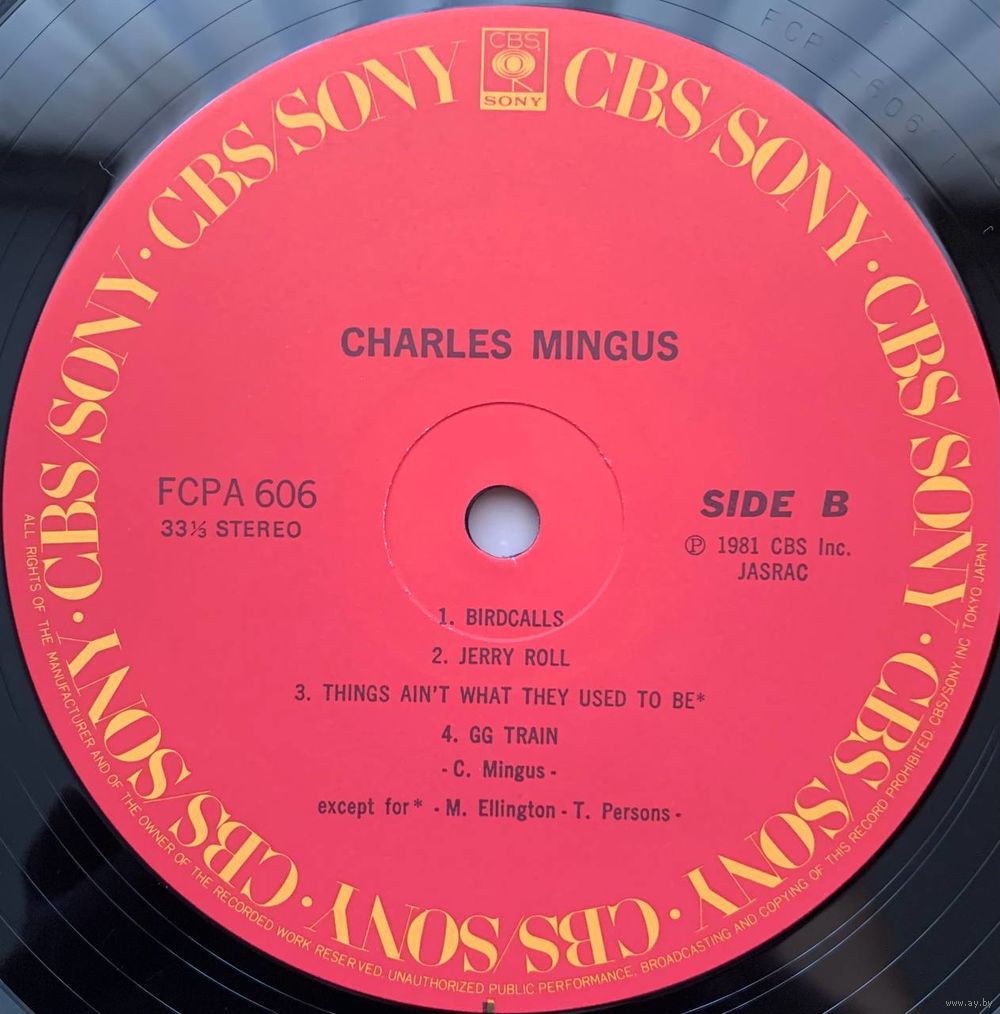 CBS
SONY
CBS/SONY · CBS/SONY · CBS/SONY · CBS/SONY · CBS/SONY · CBS/SONY · CBS/SONY · CBS/SONY
CHARLES MINGUS
FCPA 606
33⅓ STEREO
SIDE B
Ⓟ 1981 CBS Inc.
JASRAC
1. BIRDCALLS
2. JERRY ROLL
3. THINGS AIN'T WHAT THEY USED TO BE*
4. GG TRAIN
- C. Mingus -
except for* - M. Ellington - T. Persons -
ALL RIGHTS OF THE MANUFACTURER AND OF THE OWNER OF THE RECORDED WORK RESERVED. UNAUTHORIZED PUBLIC PERFORMANCE, BROADCASTING AND COPYING OF THIS RECORD PROHIBITED. CBS/SONY INC. TOKYO JAPAN
www.ay.by